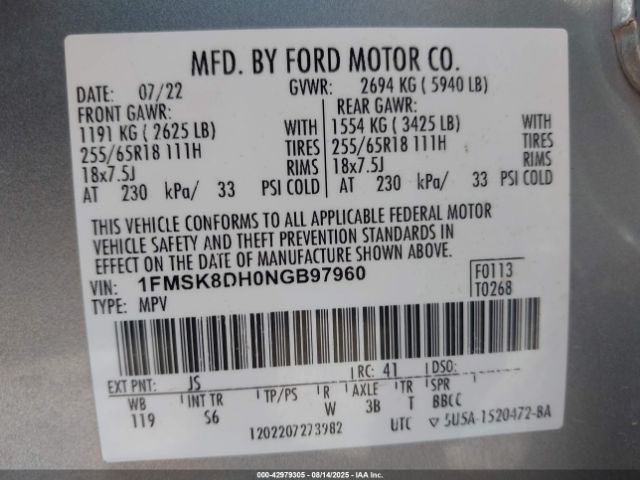 MFD. BY FORD MOTOR CO.
DATE: 07/22 GVWR: 2694 KG ( 5940 LB)
FRONT GAWR: REAR GAWR:
1191 KG ( 2625 LB) WITH 1554 KG ( 3425 LB) WITH
255/65R18 111H TIRES 255/65R18 111H TIRES
18x7.5J RIMS 18x7.5J RIMS
AT 230 kPa/ 33 PSI COLD AT 230 kPa/ 33 PSI COLD
THIS VEHICLE CONFORMS TO ALL APPLICABLE FEDERAL MOTOR
VEHICLE SAFETY AND THEFT PREVENTION STANDARDS IN
EFFECT ON THE DATE OF MANUFACTURE SHOWN ABOVE.
VIN: 1FMSK8DH0NGB97960 F0113
TYPE: MPV T0268
EXT PNT: JS RC: 41 DSO:
WB INT TR TP/PS R AXLE TR SPR
119 S6 W 3B T BBCC
1202207273982 UTC ▽ 5U5A-1520472-BA
000-42979305 - 08/14/2025 - IAAI.COM